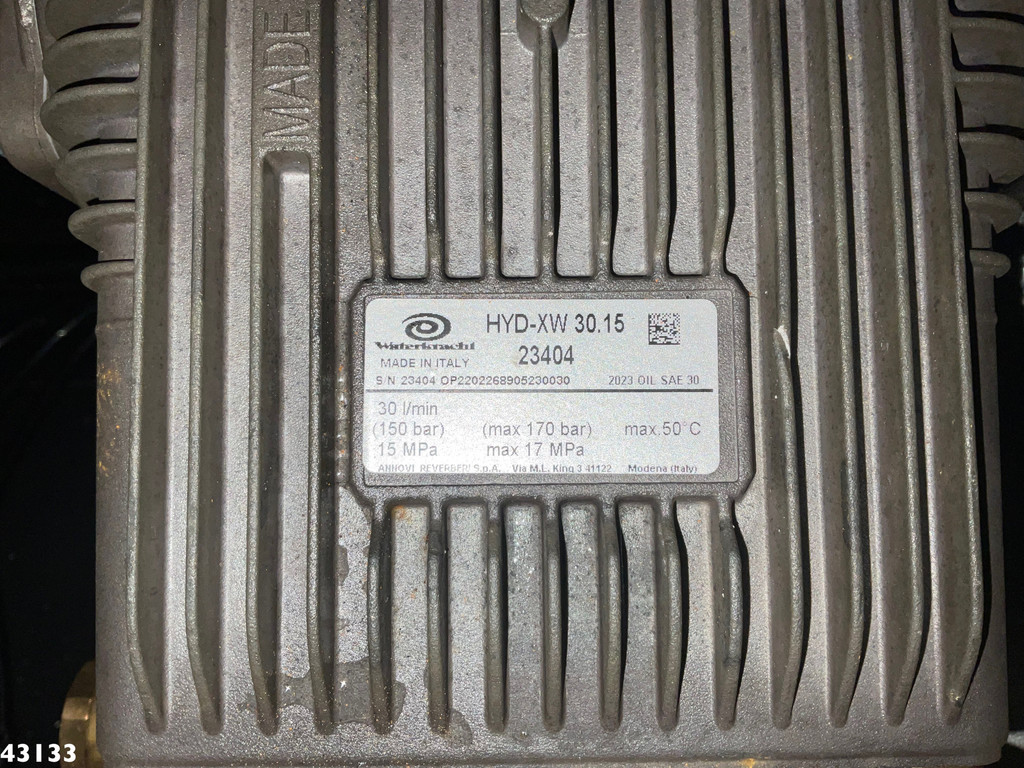 MADE
HYD-XW 30.15
Waterkracht
23404
MADE IN ITALY
S/N 23404 OP2202268905230030 2023 OIL SAE 30
30 l/min
(150 bar) (max 170 bar) max.50°C
15 MPa max 17 MPa
ANNOVI REVERBERI S.p.A. Via M.L. King 3 41122 Modena (Italy)
43133